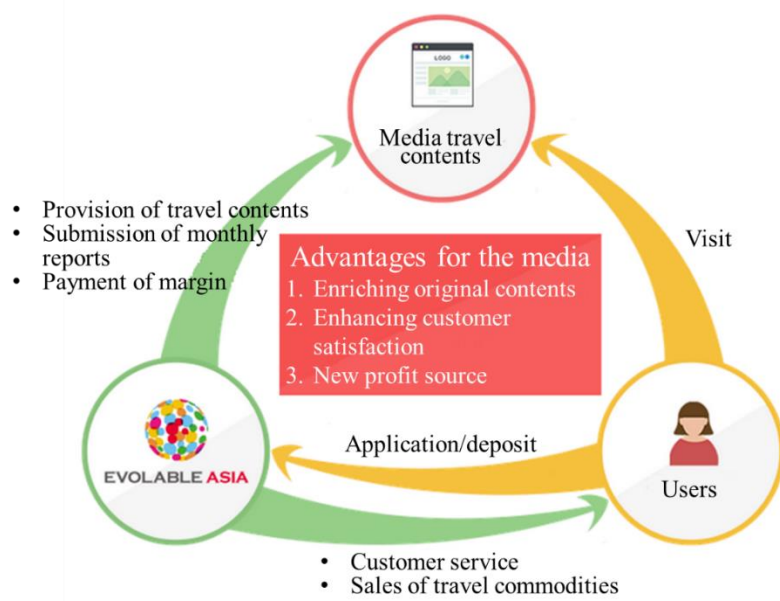 LOGO
Media travel
contents
• Provision of travel contents
• Submission of monthly
reports
• Payment of margin
Visit
Advantages for the media
1. Enriching original contents
2. Enhancing customer
satisfaction
3. New profit source
Application/deposit
EVOLABLE ASIA
Users
• Customer service
• Sales of travel commodities